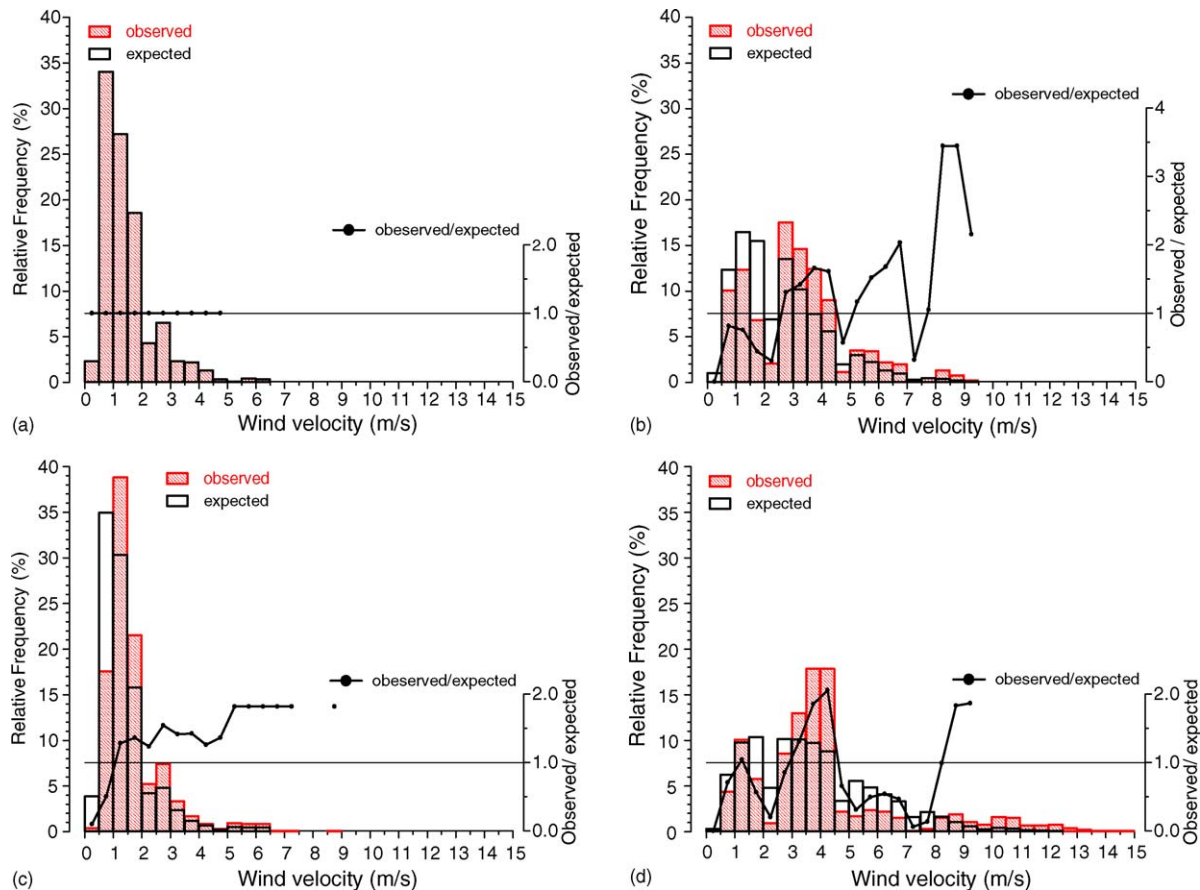 40
observed
35
expected
30
25
20
15
10
5
0
Relative Frequency (%)
obeserved/expected
2.0
1.0
0.0
Observed/expected
0 1 2 3 4 5 6 7 8 9 10 11 12 13 14 15
(a)
Wind velocity (m/s)
40
observed
35
expected
30
25
20
15
10
5
0
Relative Frequency (%)
obeserved/expected
4
3
2
1
0
Observed / expected
0 1 2 3 4 5 6 7 8 9 10 11 12 13 14 15
(b)
Wind velocity (m/s)
40
observed
35
expected
30
25
20
15
10
5
0
Relative Frequency (%)
obeserved/expected
2.0
1.0
0.0
Observed/ expected
0 1 2 3 4 5 6 7 8 9 10 11 12 13 14 15
(c)
Wind velocity (m/s)
40
observed
35
expected
30
25
20
15
10
5
0
Relative Frequency (%)
obeserved/expected
2.0
1.0
0.0
Observed/ expected
0 1 2 3 4 5 6 7 8 9 10 11 12 13 14 15
(d)
Wind velocity (m/s)